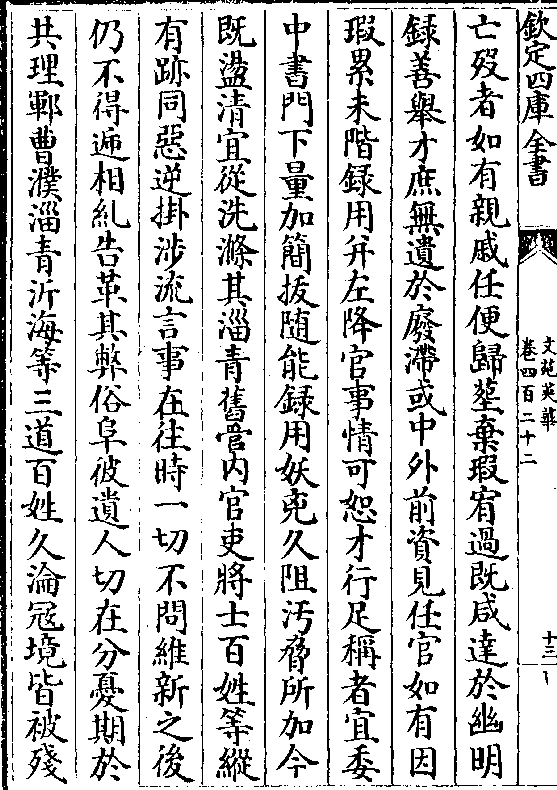 欽定四庫全書
文苑英華
卷四百二十二
十三
亡歿者如有親戚任便歸塟棄瑕宥過既咸達於幽明
録善舉才庶無遺於廢滯或中外前資見任官如有因
瑕累未階録用并左降官事情可恕才行足稱者宜委
中書門下量加簡拔随能録用妖兇久阻汚脅所加今
既盪清宜從洗滌其淄青舊管内官吏將士百姓等縱
有跡同惡逆掛涉流言事在往時一切不問維新之後
仍不得遞相糺告革其弊俗阜彼遺人切在分憂期於
共理鄆曹濮淄青沂海等三道百姓久淪寇境皆被殘